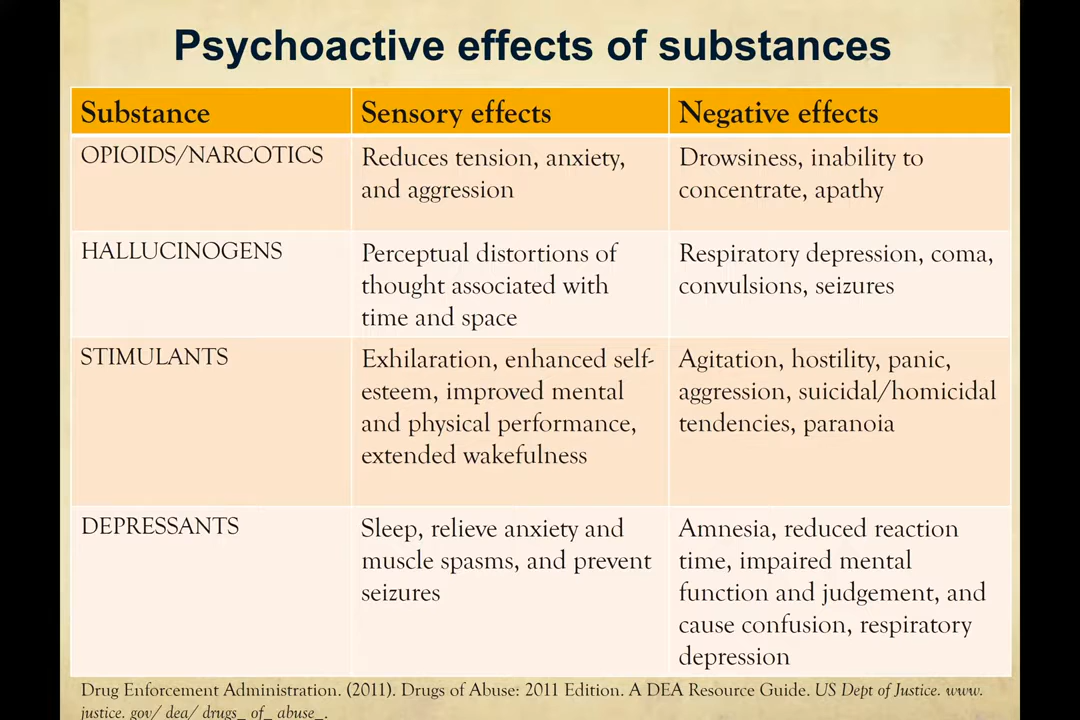 Psychoactive effects of substances
Substance
Sensory effects
Negative effects
OPIOIDS/NARCOTICS
Reduces tension, anxiety,
and aggression
Drowsiness, inability to
concentrate, apathy
HALLUCINOGENS
Perceptual distortions of
thought associated with
time and space
Respiratory depression, coma,
convulsions, seizures
STIMULANTS
Exhilaration, enhanced self-
esteem, improved mental
and physical performance,
extended wakefulness
Agitation, hostility, panic,
aggression, suicidal/homicidal
tendencies, paranoia
DEPRESSANTS
Sleep, relieve anxiety and
muscle spasms, and prevent
seizures
Amnesia, reduced reaction
time, impaired mental
function and judgement, and
cause confusion, respiratory
depression
Drug Enforcement Administration. (2011). Drugs of Abuse: 2011 Edition. A DEA Resource Guide. US Dept of Justice. www.
justice. gov/ dea/ drugs_ of_ abuse_.